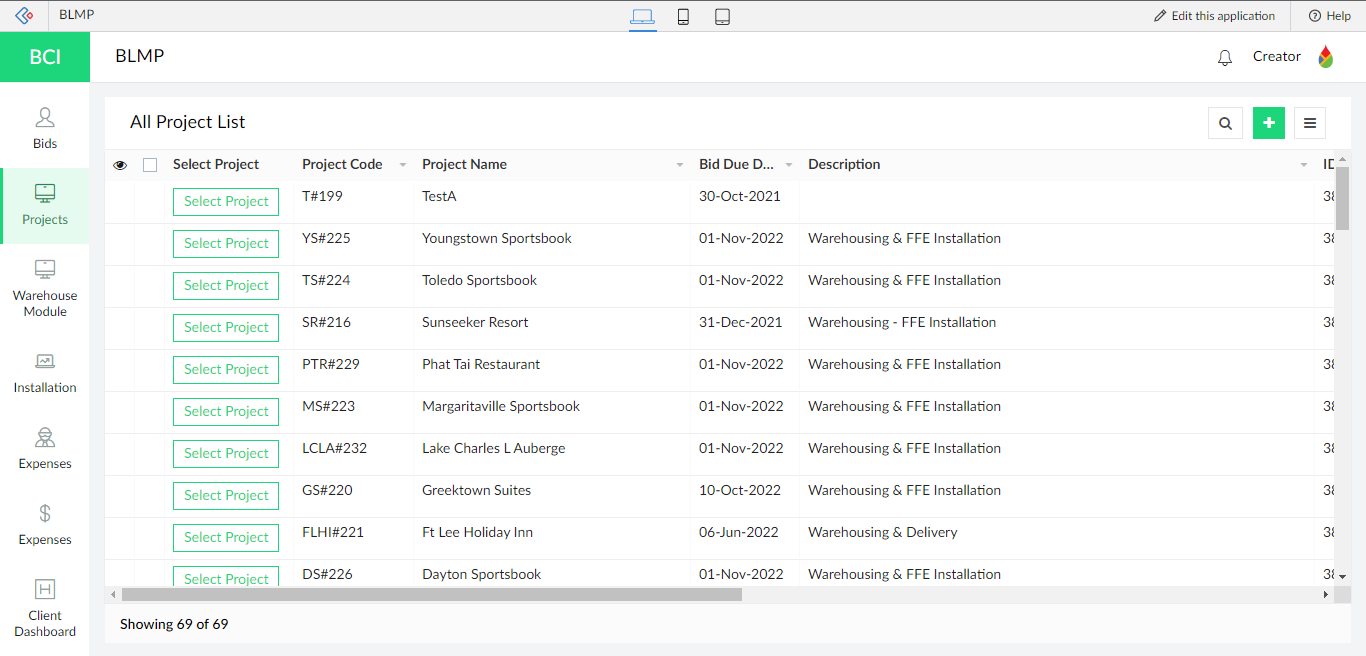 BLMP
Edit this application
Help
BCI
BLMP
Creator
Bids
Projects
Warehouse
Module
Installation
Expenses
Expenses
Client
Dashboard
All Project List
Select Project Project Code Project Name Bid Due D... Description ID
Select Project T#199 TestA 30-Oct-2021 38
Select Project YS#225 Youngstown Sportsbook 01-Nov-2022 Warehousing & FFE Installation 38
Select Project TS#224 Toledo Sportsbook 01-Nov-2022 Warehousing & FFE Installation 38
Select Project SR#216 Sunseeker Resort 31-Dec-2021 Warehousing - FFE Installation 38
Select Project PTR#229 Phat Tai Restaurant 01-Nov-2022 Warehousing & FFE Installation 38
Select Project MS#223 Margaritaville Sportsbook 01-Nov-2022 Warehousing & FFE Installation 38
Select Project LCLA#232 Lake Charles L Auberge 01-Nov-2022 Warehousing & FFE Installation 38
Select Project GS#220 Greektown Suites 10-Oct-2022 Warehousing & FFE Installation 38
Select Project FLHI#221 Ft Lee Holiday Inn 06-Jun-2022 Warehousing & Delivery 38
Select Project DS#226 Dayton Sportsbook 01-Nov-2022 Warehousing & FFE Installation 38
Showing 69 of 69